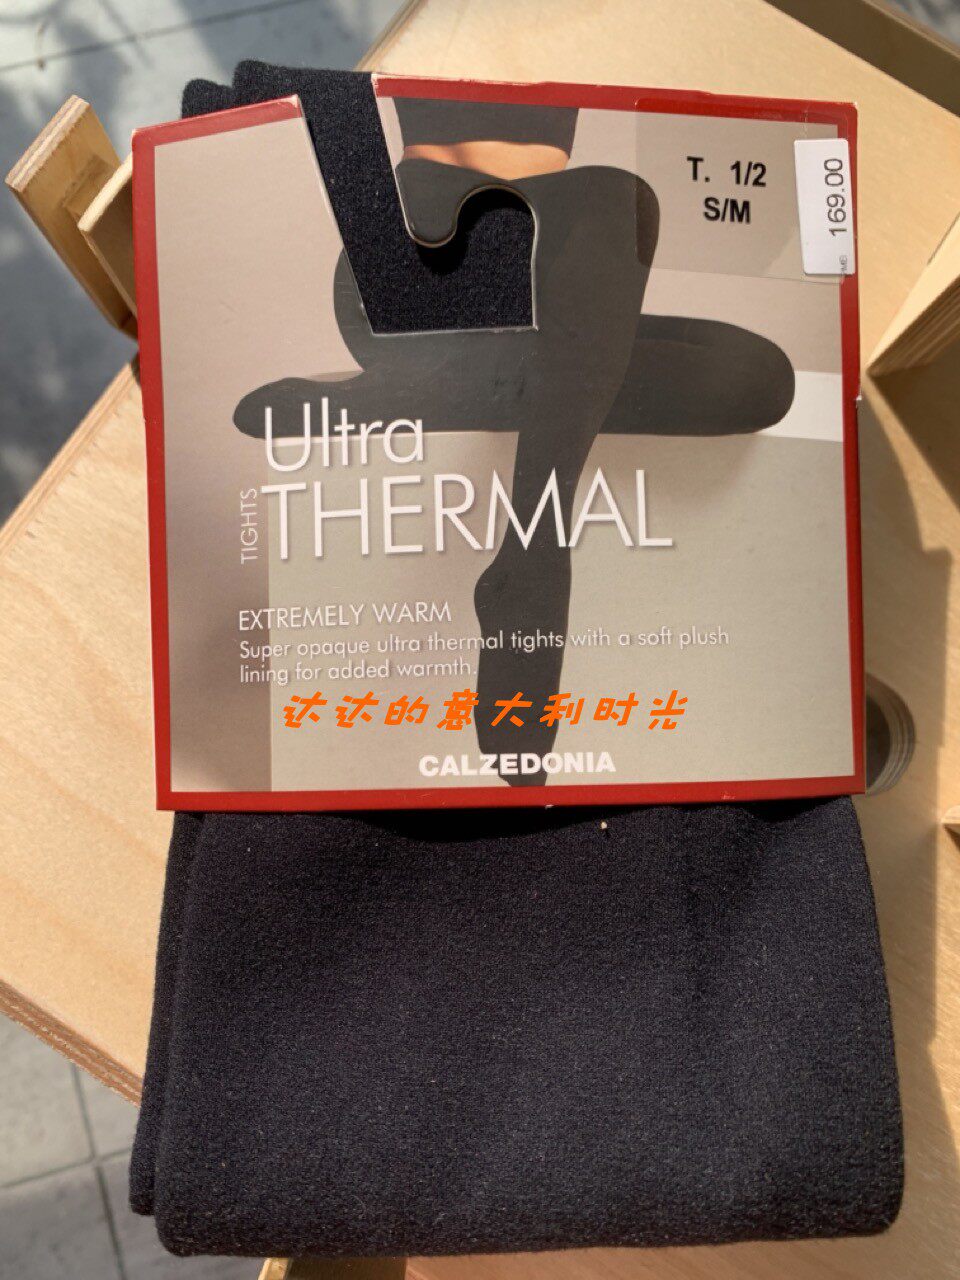 T. 1/2
S/M
169.00
Ultra
TIGHTS
THERMAL
EXTREMELY WARM
Super opaque ultra thermal tights with a soft plush
lining for added warmth.
达达的意大利时光
CALZEDONIA